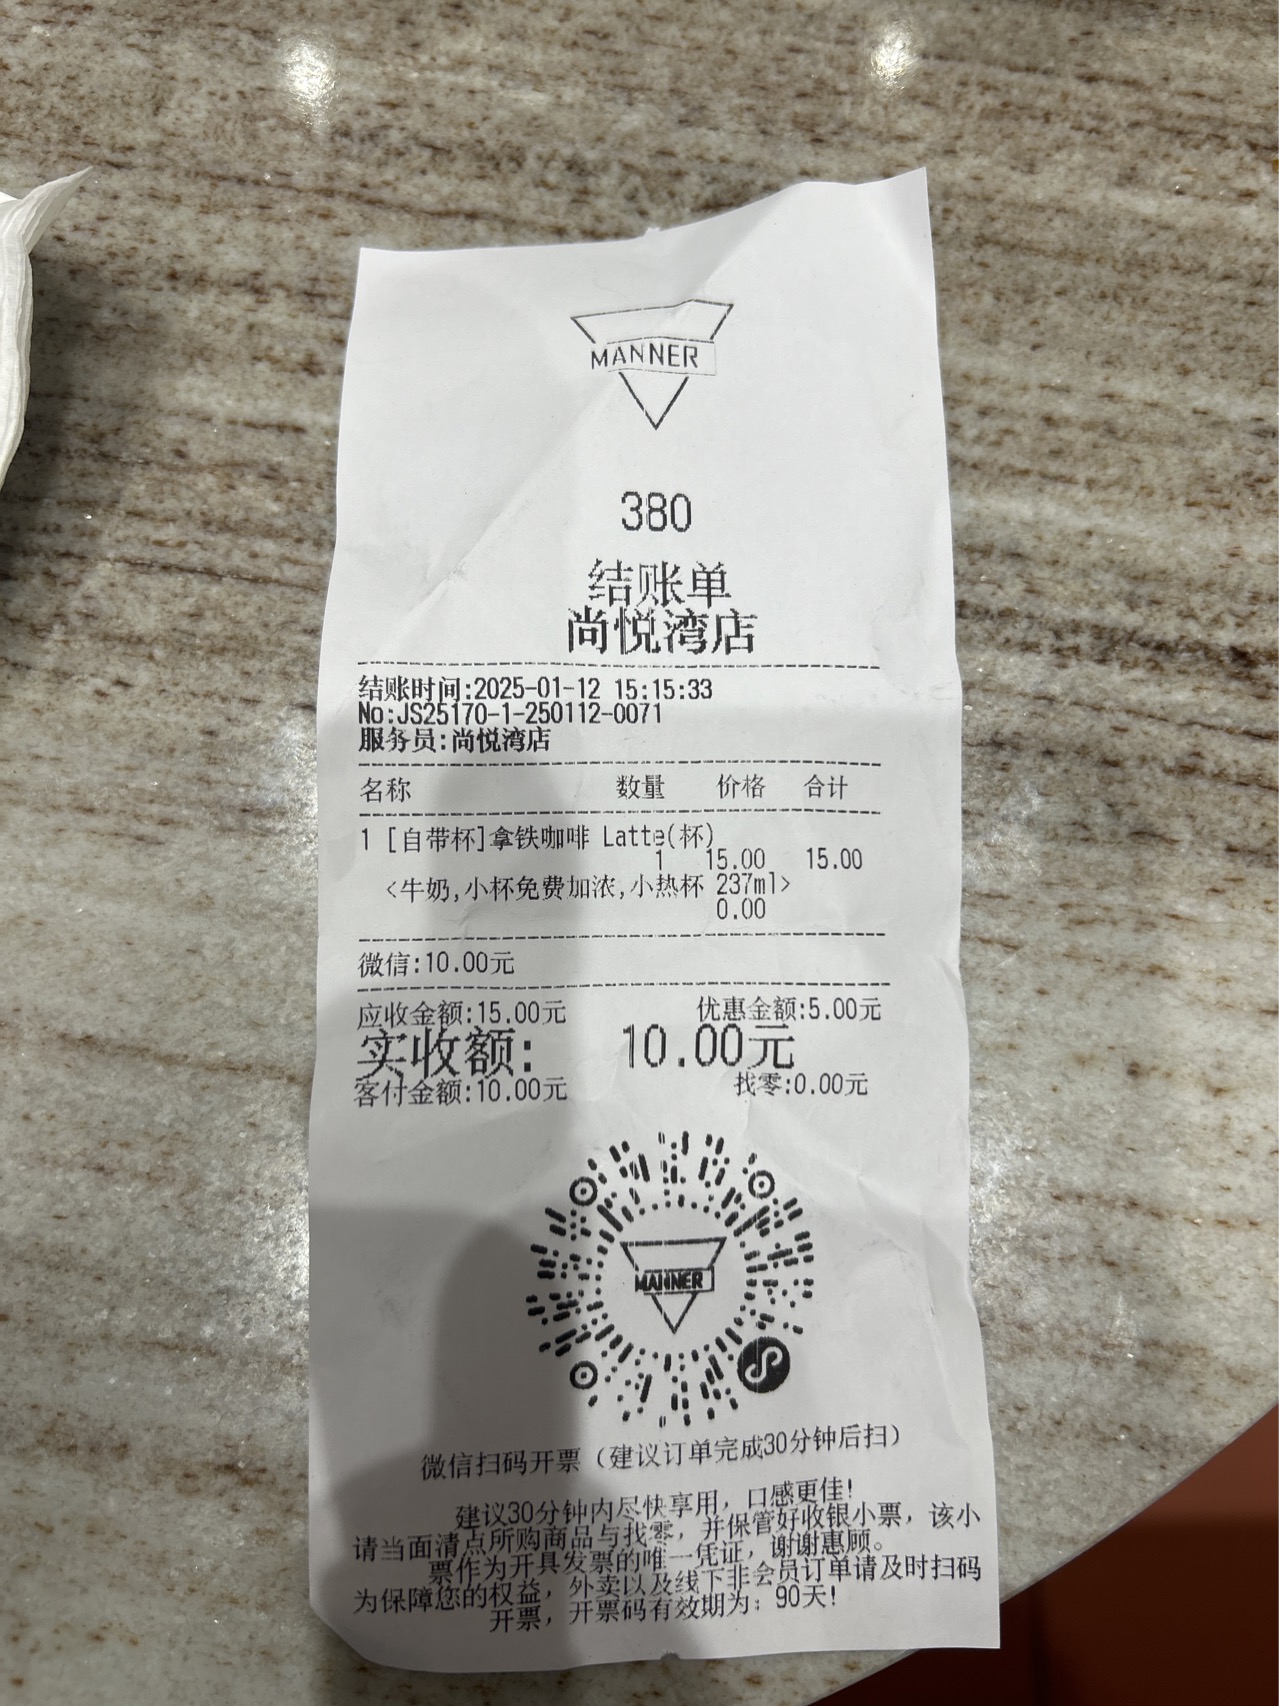 MANNER
380
结账单
尚悦湾店
结账时间:2025-01-12 15:15:33
No:JS25170-1-250112-0071
服务员:尚悦湾店
名称 数量 价格 合计
1 [自带杯]拿铁咖啡 Latte(杯)
1 15.00 15.00
<牛奶,小杯免费加浓,小热杯 237ml>
0.00
微信:10.00元
应收金额:15.00元 优惠金额:5.00元
实收额: 10.00元
客付金额:10.00元 找零:0.00元
MANNER
微信扫码开票（建议订单完成30分钟后扫）
建议30分钟内尽快享用，口感更佳!
请当面清点所购商品与找零，并保管好收银小票，该小
票作为开具发票的唯一凭证，谢谢惠顾。
为保障您的权益，外卖以及线下非会员订单请及时扫码
开票，开票码有效期为：90天!